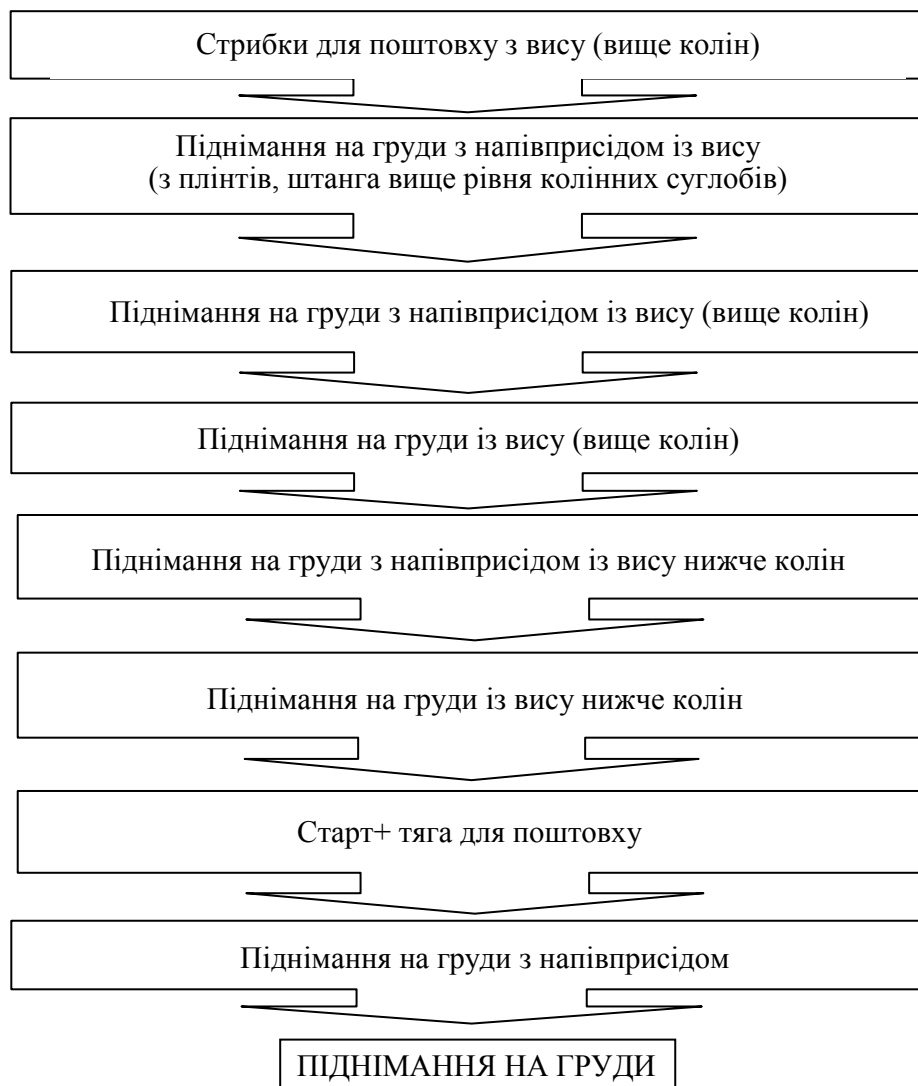 Стрибки для поштовху з вису (вище колін)
Піднімання на груди з напівприсідом із вису
(з плінтів, штанга вище рівня колінних суглобів)
Піднімання на груди з напівприсідом із вису (вище колін)
Піднімання на груди із вису (вище колін)
Піднімання на груди з напівприсідом із вису нижче колін
Піднімання на груди із вису нижче колін
Старт+ тяга для поштовху
Піднімання на груди з напівприсідом
ПІДНІМАННЯ НА ГРУДИ